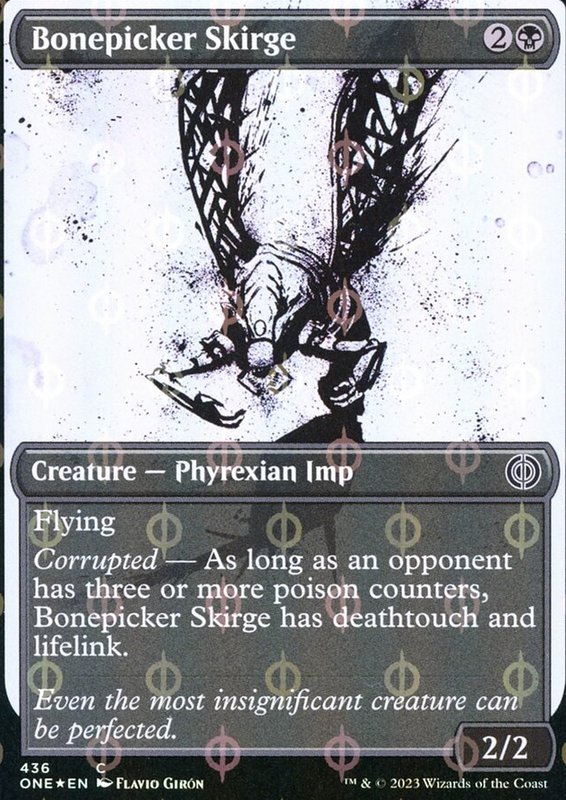 Bonepicker Skirge 2
Creature — Phyrexian Imp
Flying
Corrupted — As long as an opponent
has three or more poison counters,
Bonepicker Skirge has deathtouch and
lifelink.
Even the most insignificant creature can
be perfected.
2/2
436 C
ONE★EN Flavio Girón
™ & © 2023 Wizards of the Coast